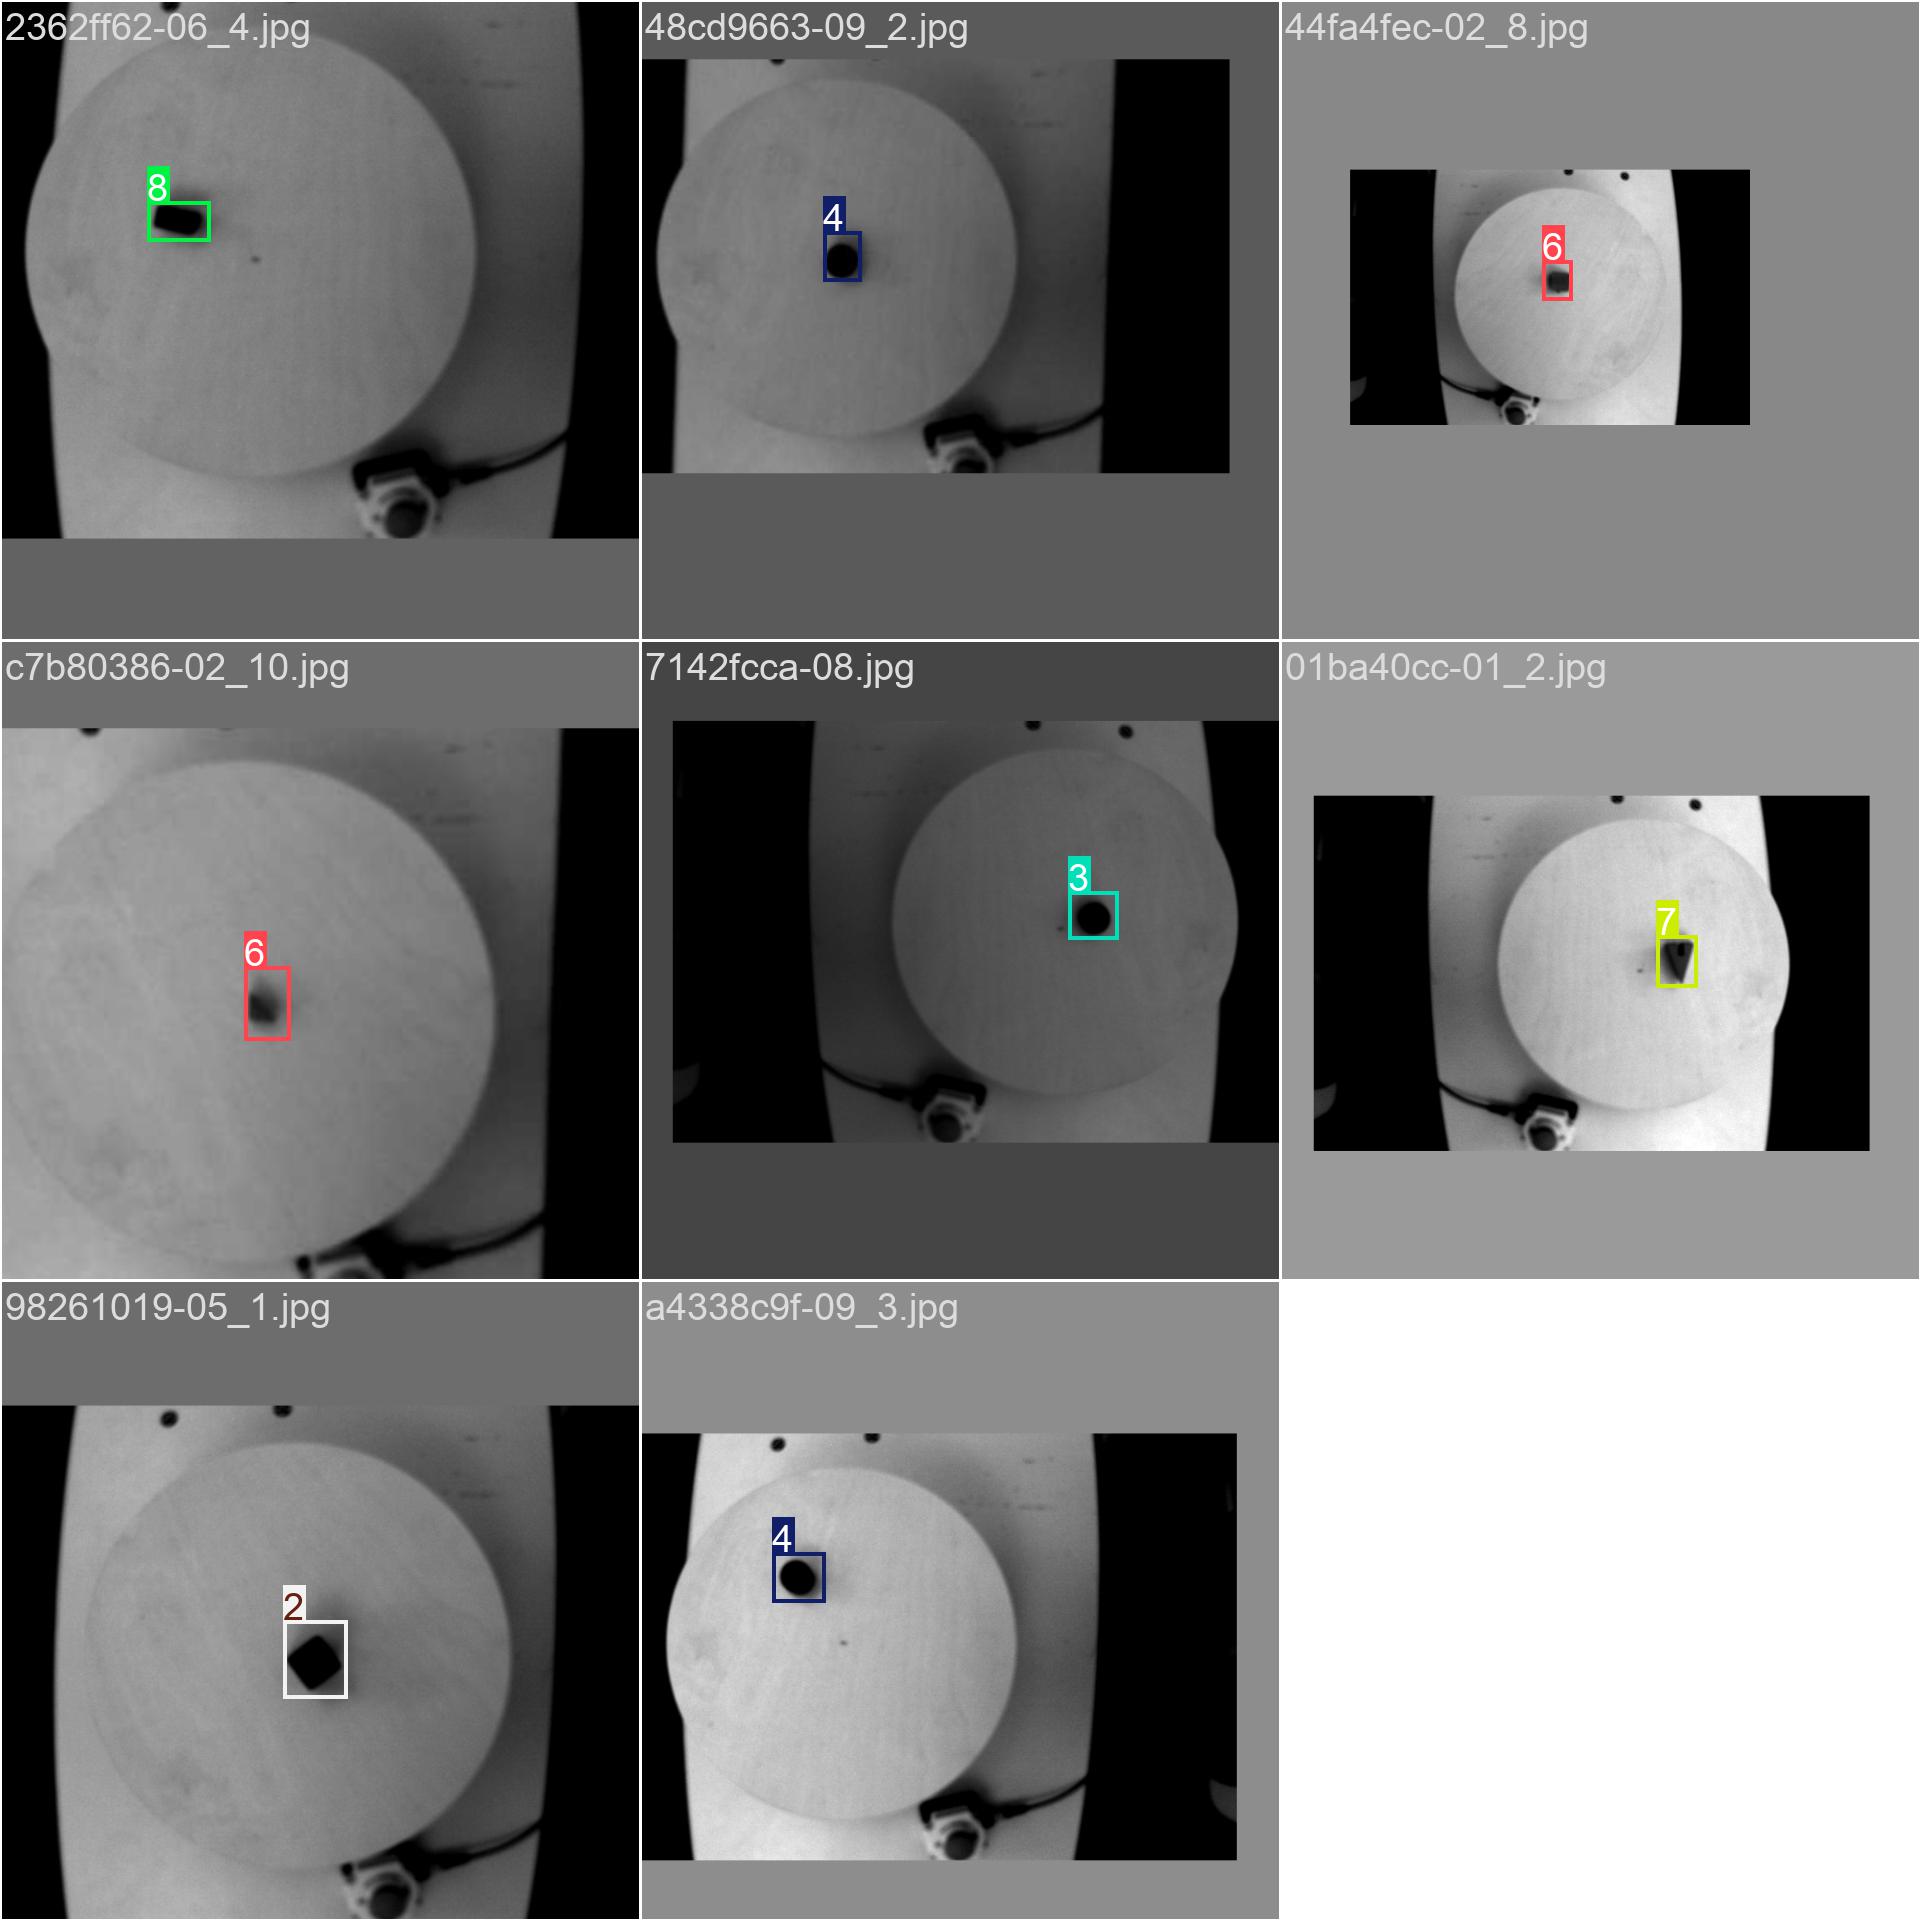 2362ff62-06_4.jpg
8
48cd9663-09_2.jpg
4
44fa4fec-02_8.jpg
6
c7b80386-02_10.jpg
6
7142fcca-08.jpg
3
01ba40cc-01_2.jpg
7
98261019-05_1.jpg
2
a4338c9f-09_3.jpg
4